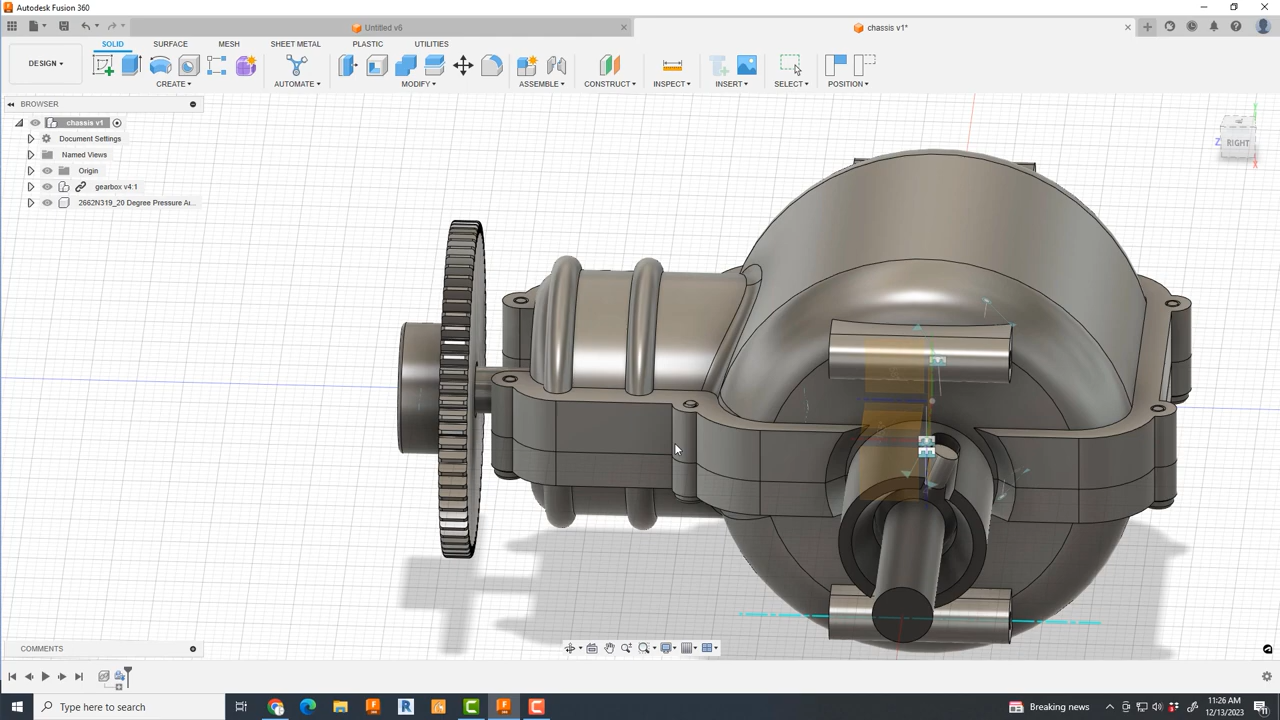 Autodesk Fusion 360
Untitled v6
chassis v1*
DESIGN
SOLID
SURFACE
MESH
SHEET METAL
PLASTIC
UTILITIES
CREATE
AUTOMATE
MODIFY
ASSEMBLE
CONSTRUCT
INSPECT
INSERT
SELECT
POSITION
BROWSER
chassis v1
Document Settings
Named Views
Origin
gearbox v4:1
2662N319_20 Degree Pressure An...
RIGHT
Z
Y
X
COMMENTS
Type here to search
Breaking news
11:26 AM
12/13/2023